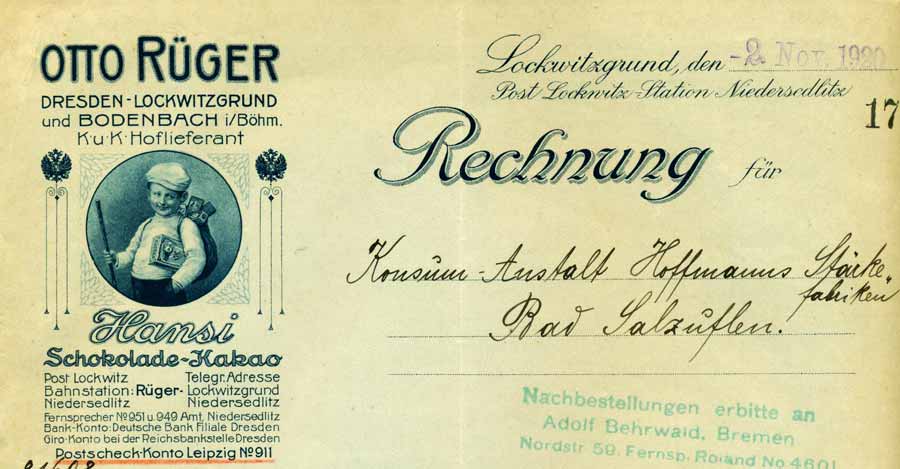 OTTO RÜGER
DRESDEN-LOCKWITZGRUND
und BODENBACH i/Böhm.
K·u·K·Hoflieferant
Hansi
Schokolade-Kakao
Post Lockwitz Telegr. Adresse
Bahnstation: Rüger- Lockwitzgrund
Niedersedlitz Niedersedlitz
Fernsprecher No 951 u. 949 Amt. Niedersedlitz
Bank-Konto: Deutsche Bank Filiale Dresden
Giro-Konto bei der Reichsbankstelle Dresden
Postscheck-Konto Leipzig No 911
Lockwitzgrund, den -2. Nov. 1920
Post Lockwitz-Station Niedersedlitz
17
Rechnung für
Konsum-Anstalt Hoffmanns Stärke-
fabriken
Bad Salzuflen.
Nachbestellungen erbitte an
Adolf Behrwald, Bremen
Nordstr 59. Fernsp. Roland No 4601